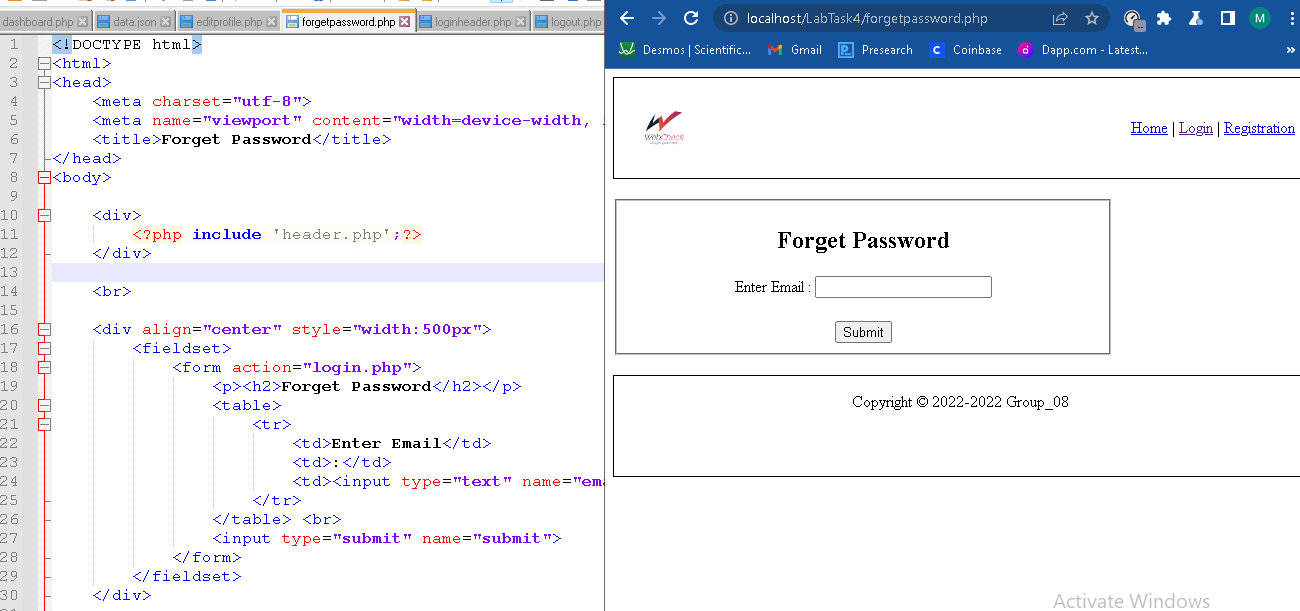 dashboard.php data.json editprofile.php forgetpassword.php loginheader.php logout.php
1 <!DOCTYPE html>
2 <html>
3 <head>
4 <meta charset="utf-8">
5 <meta name="viewport" content="width=device-width,
6 <title>Forget Password</title>
7 </head>
8 <body>
9
10 <div>
11 <?php include 'header.php';?>
12 </div>
13
14 <br>
15
16 <div align="center" style="width:500px">
17 <fieldset>
18 <form action="login.php">
19 <p><h2>Forget Password</h2></p>
20 <table>
21 <tr>
22 <td>Enter Email</td>
23 <td>:</td>
24 <td><input type="text" name="ema
25 </tr>
26 </table> <br>
27 <input type="submit" name="submit">
28 </form>
29 </fieldset>
30 </div>
localhost/LabTask4/forgetpassword.php
M
Desmos | Scientific... Gmail Presearch Coinbase Dapp.com - Latest... »
WebCheck
Home | Login | Registration
Forget Password
Enter Email :
Submit
Copyright © 2022-2022 Group_08
Activate Windows